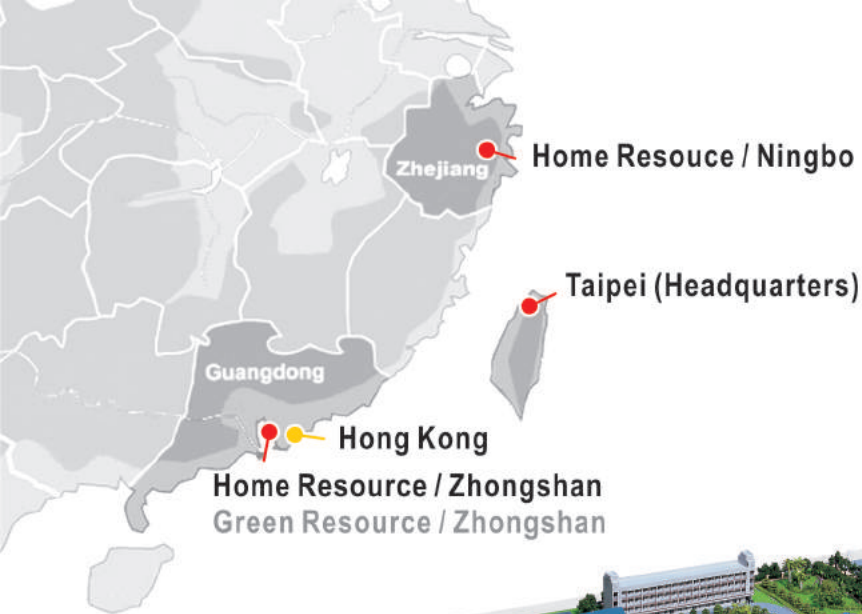 Zhejiang
Home Resouce / Ningbo
Taipei (Headquarters)
Guangdong
Hong Kong
Home Resource / Zhongshan
Green Resource / Zhongshan